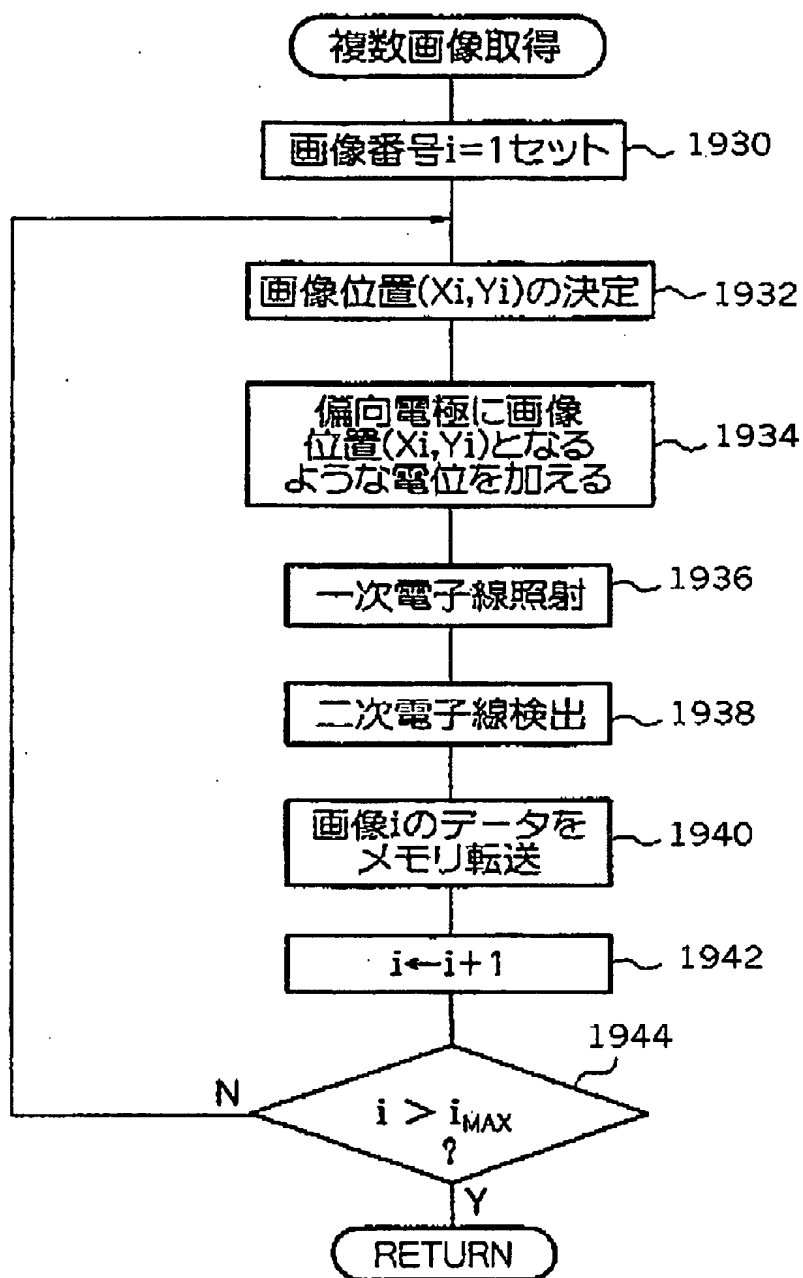 複数画像取得
画像番号i=1セット
1930
画像位置(Xi,Yi)の決定
1932
偏向電極に画像
位置(Xi,Yi)となる
ような電位を加える
1934
一次電子線照射
1936
二次電子線検出
1938
画像iのデータを
メモリ転送
1940
i←i+1
1942
1944
N
i > iMAX
?
Y
RETURN